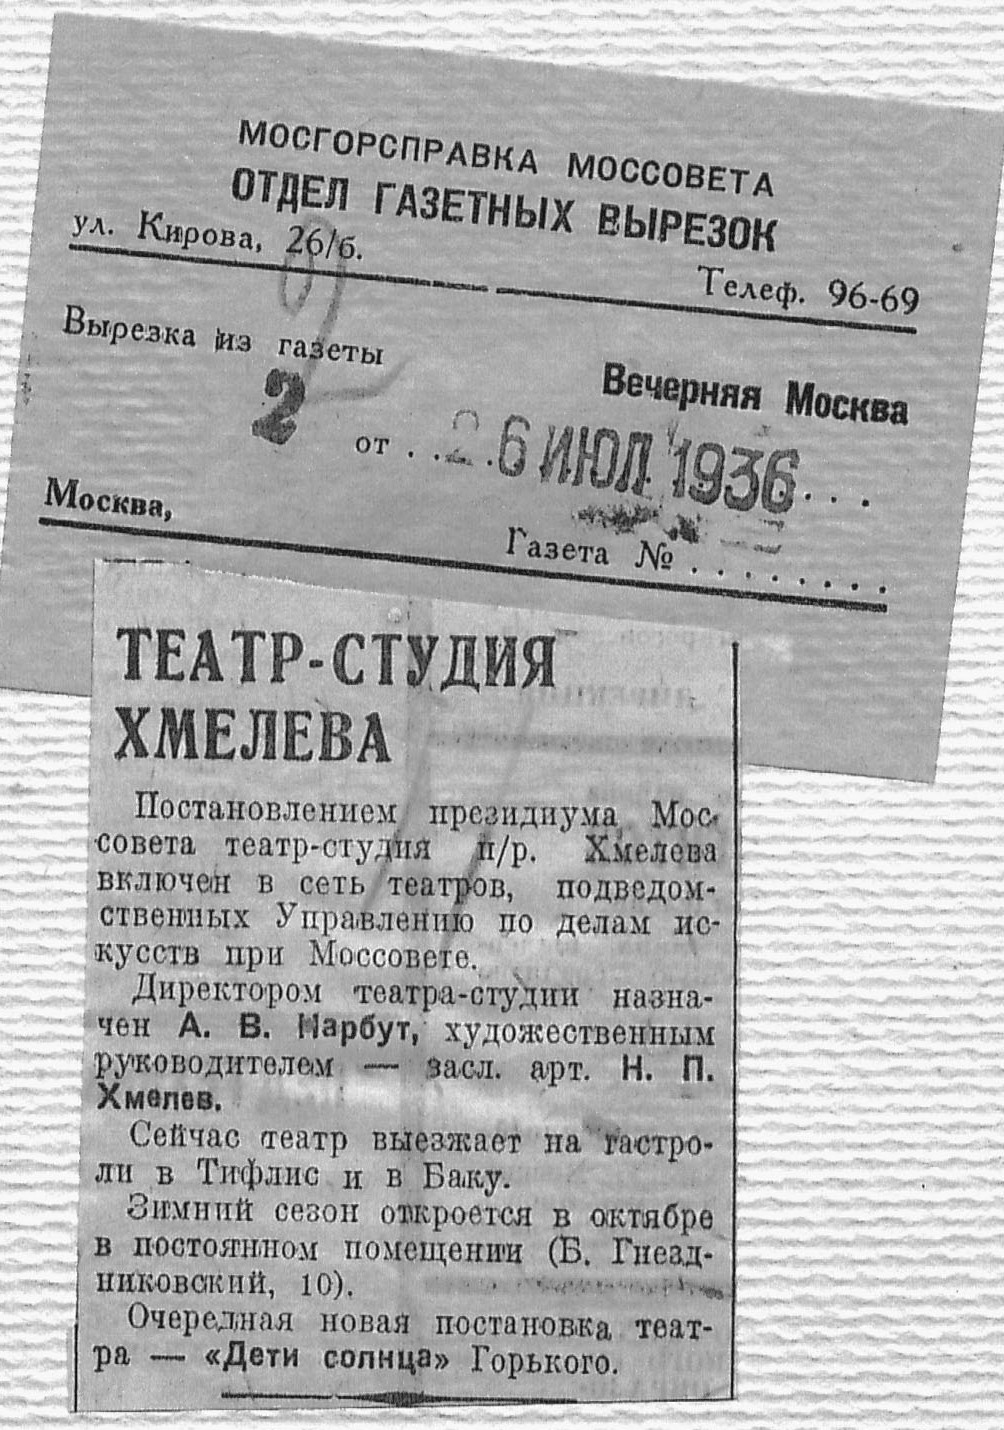 МОСГОРСПРАВКА МОССОВЕТА
ОТДЕЛ ГАЗЕТНЫХ ВЫРЕЗОК
ул. Кирова, 26/б.
Телеф. 96-69
Вырезка из газеты
Вечерняя Москва
2
от . . 26 ИЮЛ 1936 . . .
Москва,
Газета № . . . . . . . .
ТЕАТР-СТУДИЯ
ХМЕЛЕВА
Постановлением президиума Мос-
совета театр-студия п/р. Хмелева
включен в сеть театров, подведом-
ственных Управлению по делам ис-
кусств при Моссовете.
Директором театра-студии назна-
чен А. В. Нарбут, художественным
руководителем — засл. арт. Н. П.
Хмелев.
Сейчас театр выезжает на гастро-
ли в Тифлис и в Баку.
Зимний сезон откроется в октябре
в постоянном помещении (Б. Гнезд-
никовский, 10).
Очередная новая постановка теат-
ра — «Дети солнца» Горького.